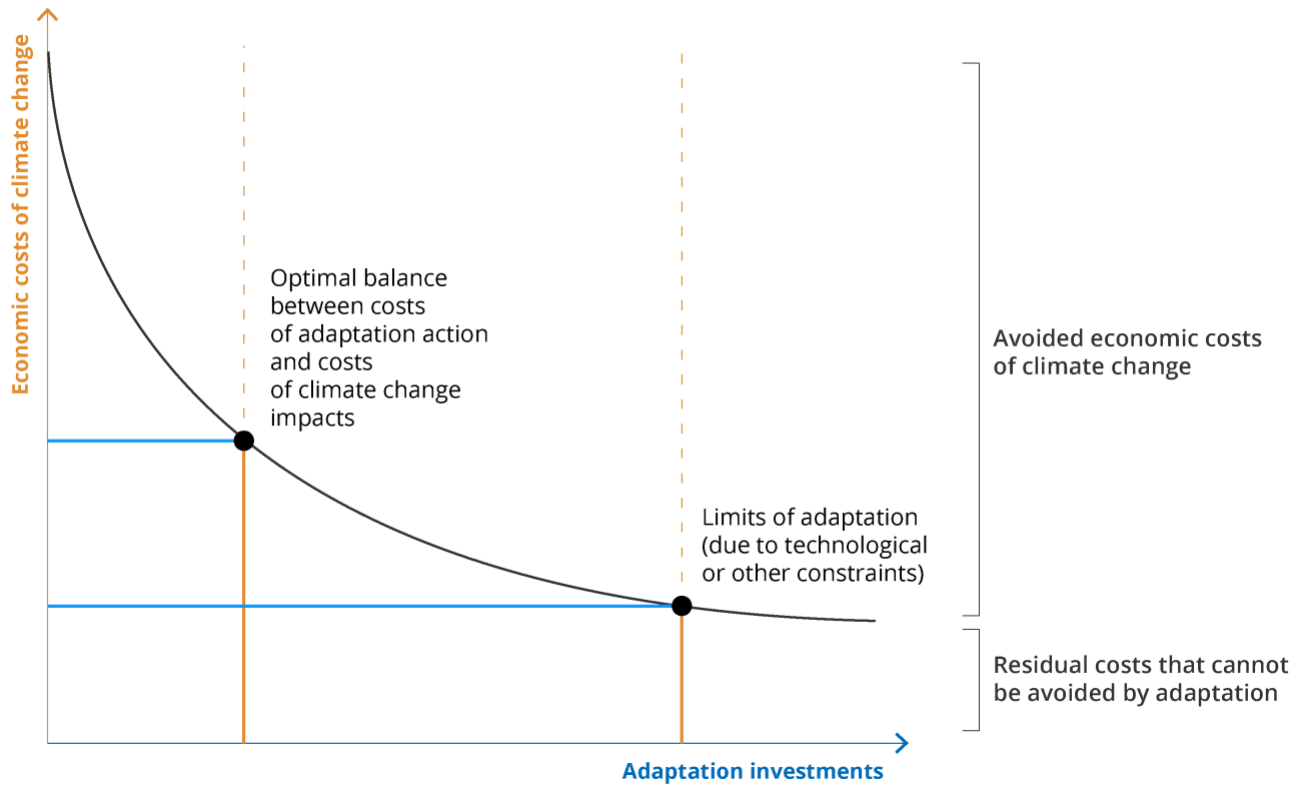 Economic costs of climate change
Optimal balance
between costs
of adaptation action
and costs
of climate change
impacts
Limits of adaptation
(due to technological
or other constraints)
Avoided economic costs
of climate change
Residual costs that cannot
be avoided by adaptation
Adaptation investments